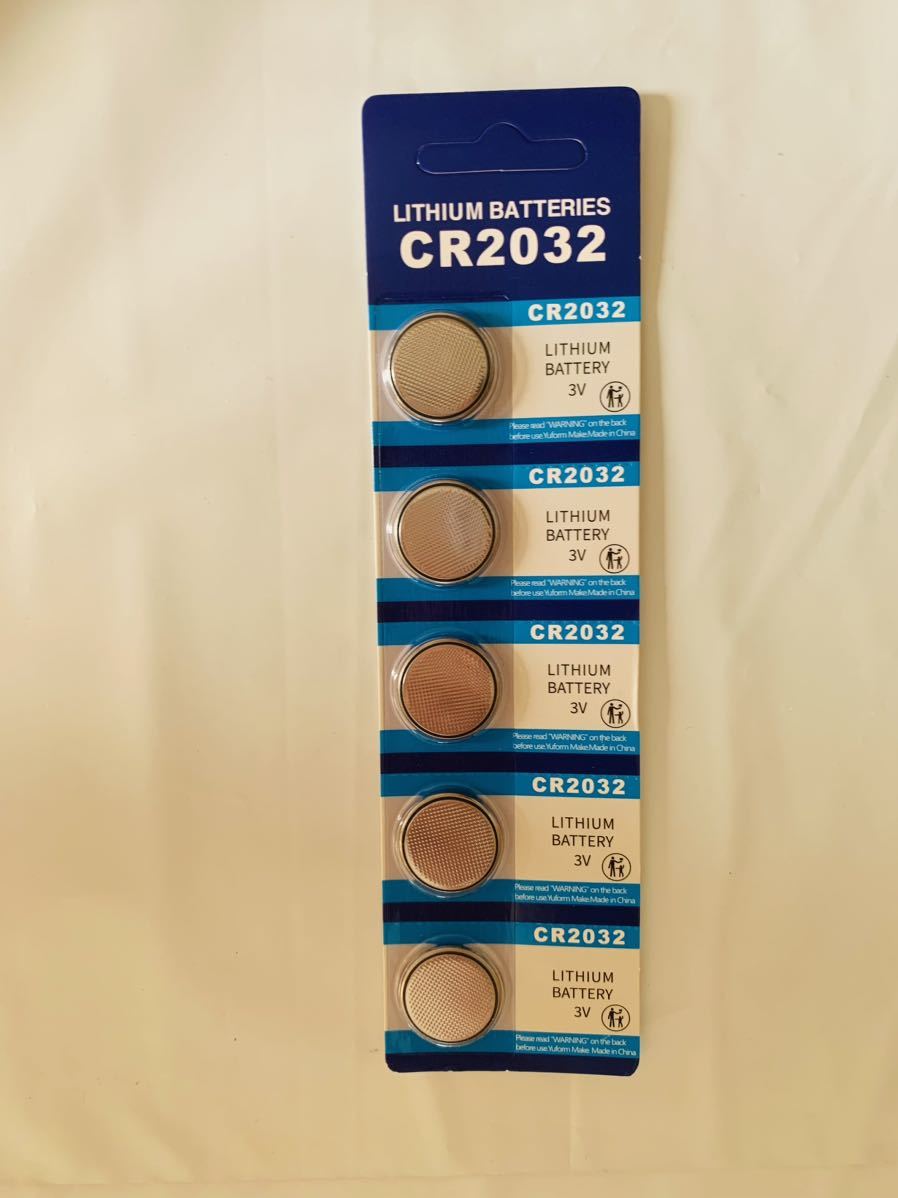 LITHIUM BATTERIES
CR2032
CR2032
LITHIUM
BATTERY
3V
Please read "WARNING" on the back
before use.Yuform Make.Made in China
CR2032
LITHIUM
BATTERY
3V
Please read "WARNING" on the back
before use.Yuform Make.Made in China
CR2032
LITHIUM
BATTERY
3V
Please read "WARNING" on the back
before use.Yuform Make.Made in China
CR2032
LITHIUM
BATTERY
3V
Please read "WARNING" on the back
before use.Yuform Make.Made in China
CR2032
LITHIUM
BATTERY
3V
Please read "WARNING" on the back
before use.Yuform Make. Made in China